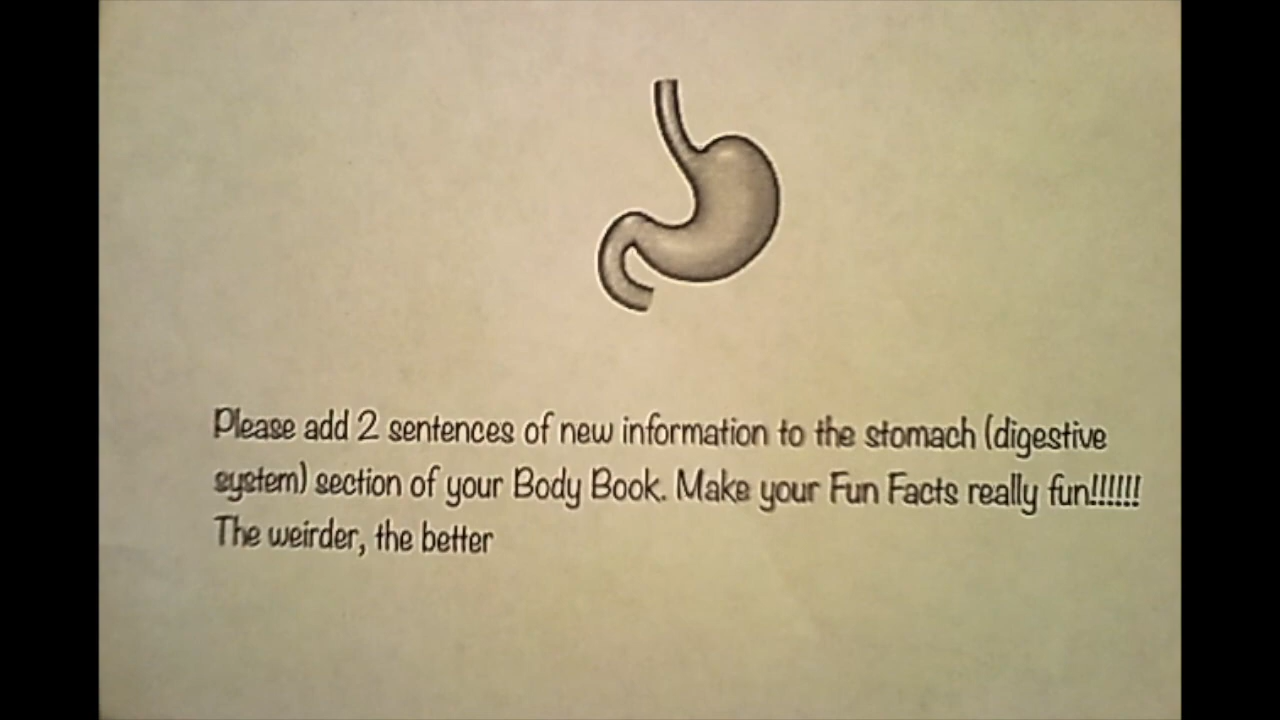 Please add 2 sentences of new information to the stomach (digestive
system) section of your Body Book. Make your Fun Facts really fun!!!!!!
The weirder, the better